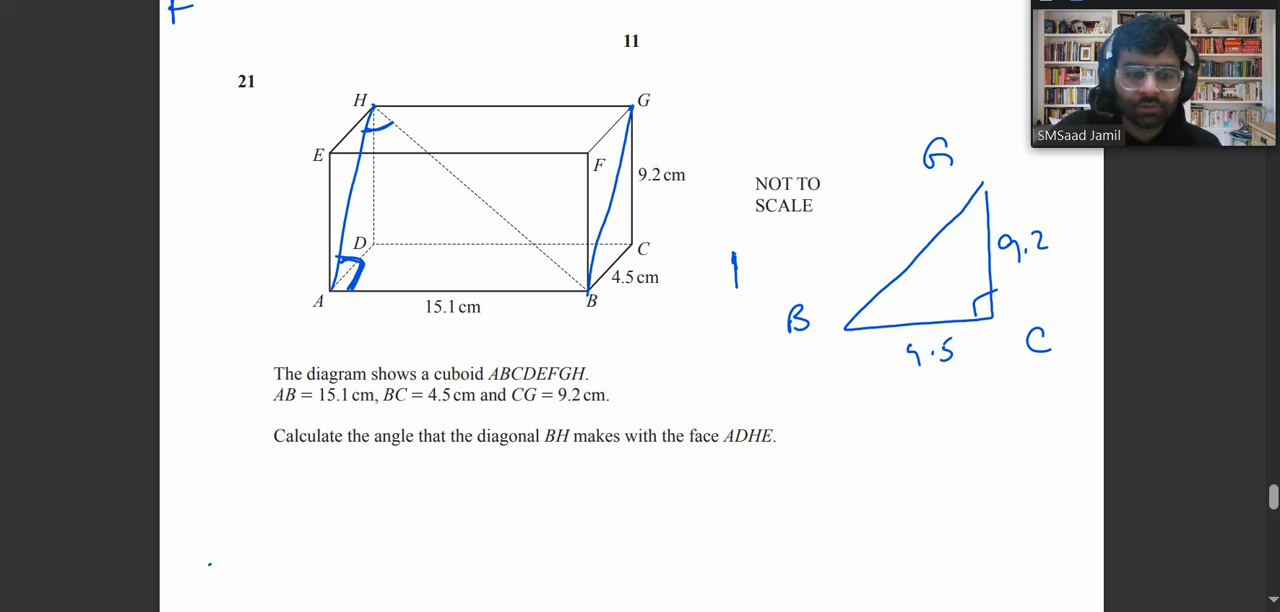 11
21
H
G
E
F
9.2 cm
NOT TO
SCALE
D
C
4.5 cm
A
B
15.1 cm
G
9.2
B
9.5
C
The diagram shows a cuboid ABCDEFGH.
AB = 15.1 cm, BC = 4.5 cm and CG = 9.2 cm.
Calculate the angle that the diagonal BH makes with the face ADHE.
SMSaad Jamil